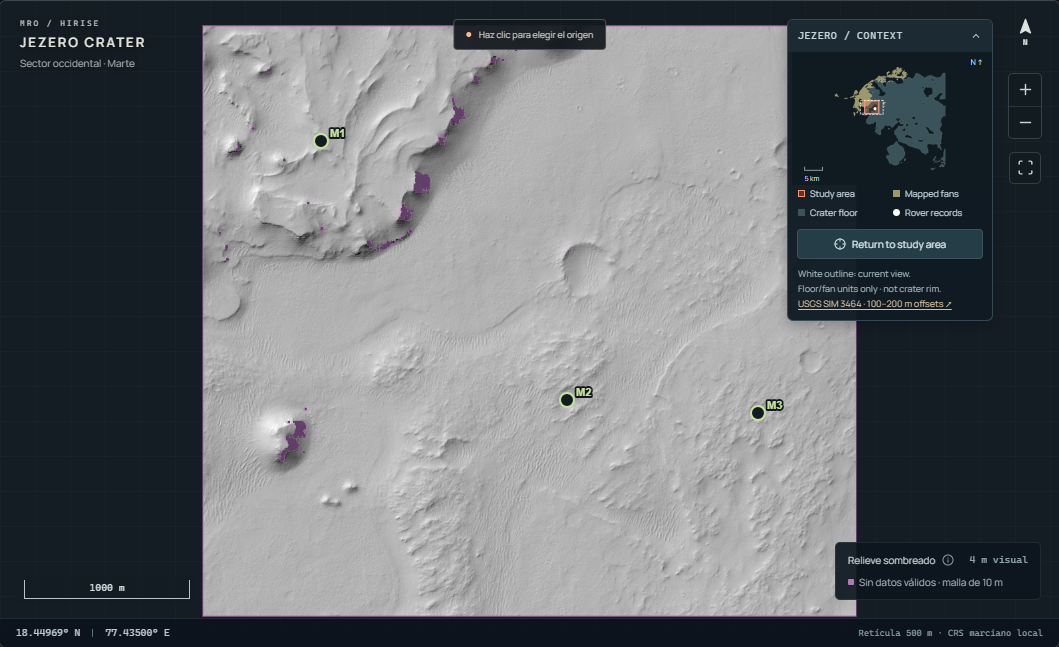 MRO / HIRISE
JEZERO CRATER
Sector occidental · Marte
Haz clic para elegir el origen
JEZERO / CONTEXT
N ↑
5 km
Study area
Mapped fans
Crater floor
Rover records
Return to study area
White outline: current view.
Floor/fan units only · not crater rim.
USGS SIM 3464 · 100–200 m offsets ↗
N
+
−
M1
M2
M3
Relieve sombreado ⓘ 4 m visual
Sin datos válidos · malla de 10 m
1000 m
18.44969° N | 77.43500° E
Retícula 500 m · CRS marciano local